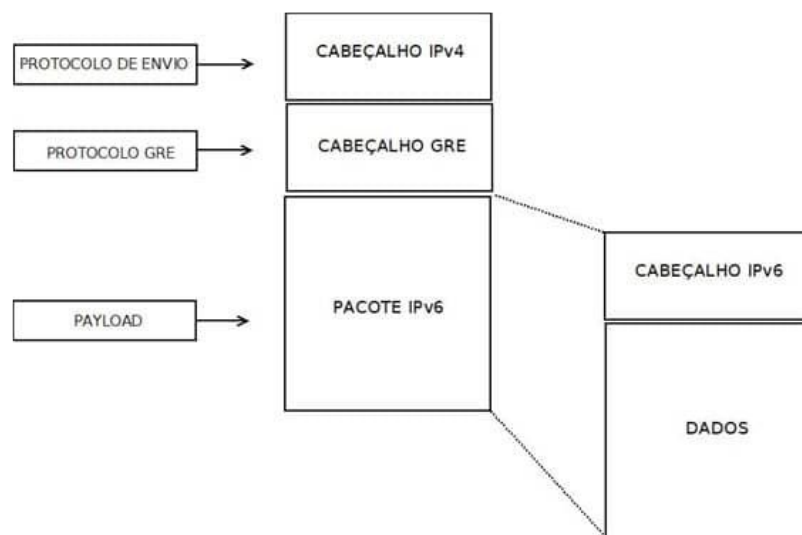 PROTOCOLO DE ENVIO
CABEÇALHO IPv4
PROTOCOLO GRE
CABEÇALHO GRE
PAYLOAD
PACOTE IPv6
CABEÇALHO IPv6
DADOS